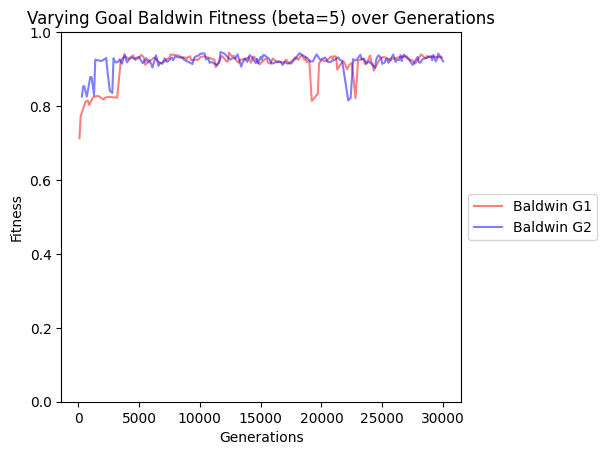 Varying Goal Baldwin Fitness (beta=5) over Generations
1.0
0.8
0.6
0.4
0.2
0.0
Fitness
0 5000 10000 15000 20000 25000 30000
Generations
Baldwin G1
Baldwin G2